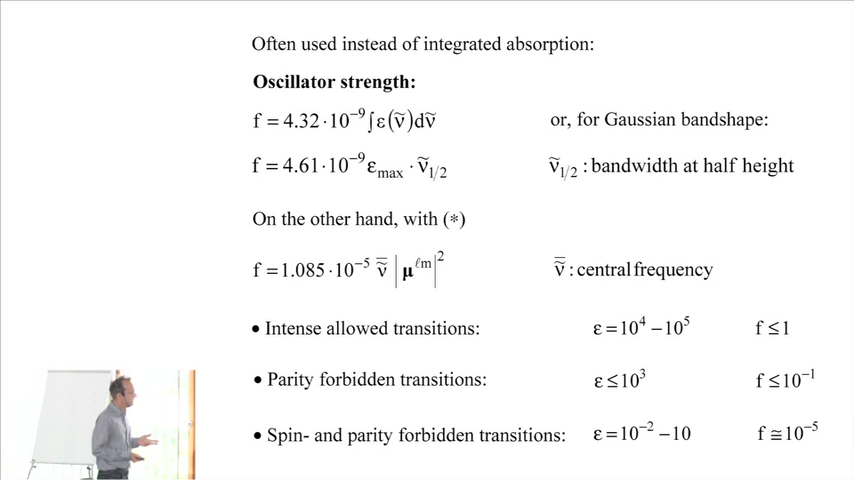 Often used instead of integrated absorption:
Oscillator strength:
f = 4.32·10⁻⁹ ∫ε(ν̃)dν̃ or, for Gaussian bandshape:
f = 4.61·10⁻⁹ ε_max · ν̃_1/2 ν̃_1/2 : bandwidth at half height
On the other hand, with (*)
f = 1.085·10⁻⁵ ν̃̅ |μ^ℓm|² ν̃̅ : central frequency
• Intense allowed transitions: ε = 10⁴ – 10⁵ f ≤ 1
• Parity forbidden transitions: ε ≤ 10³ f ≤ 10⁻¹
• Spin- and parity forbidden transitions: ε = 10⁻² – 10 f ≅ 10⁻⁵